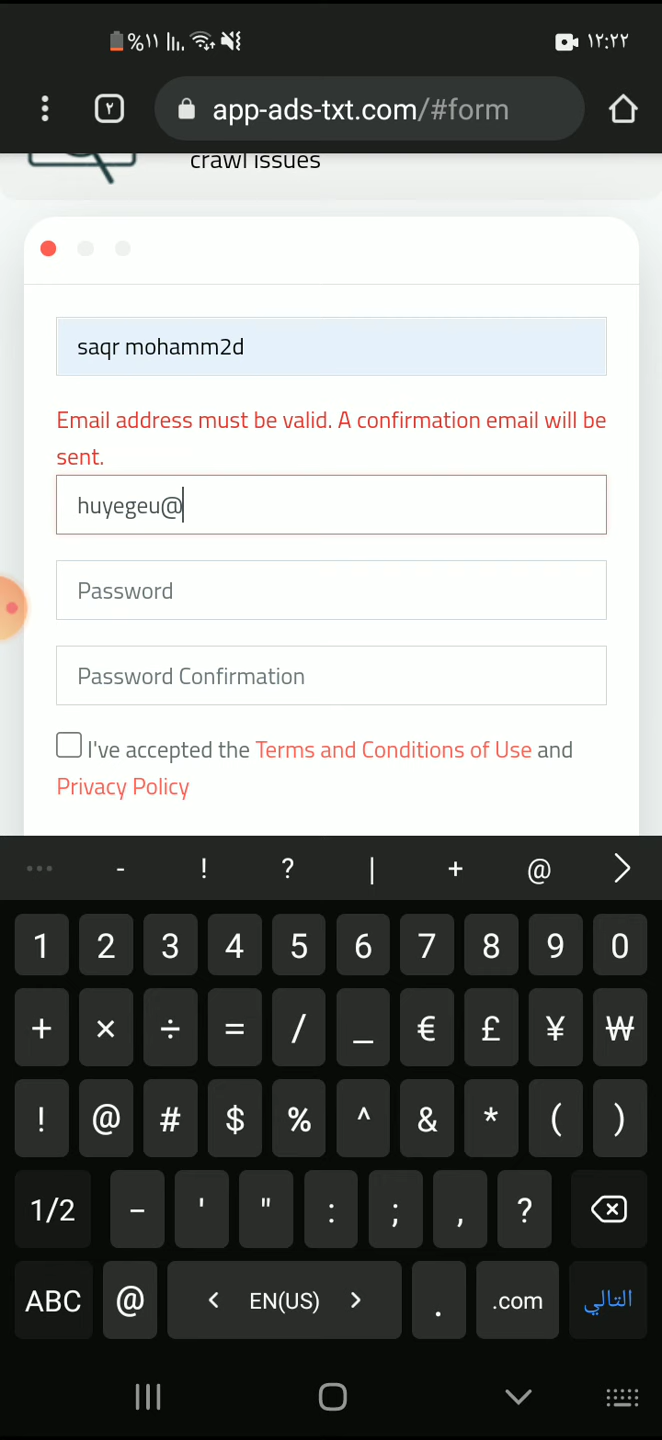 %١١ ١٢:٢٢
٢ app-ads-txt.com/#form
crawl issues
saqr mohamm2d
Email address must be valid. A confirmation email will be
sent.
huyegeu@
Password
Password Confirmation
I've accepted the Terms and Conditions of Use and
Privacy Policy
- ! ? | + @
1 2 3 4 5 6 7 8 9 0
+ × ÷ = / _ € £ ¥ ₩
! @ # $ % ^ & * ( )
1/2 - ' " : ; , ?
ABC @ < EN(US) > . .com التالي